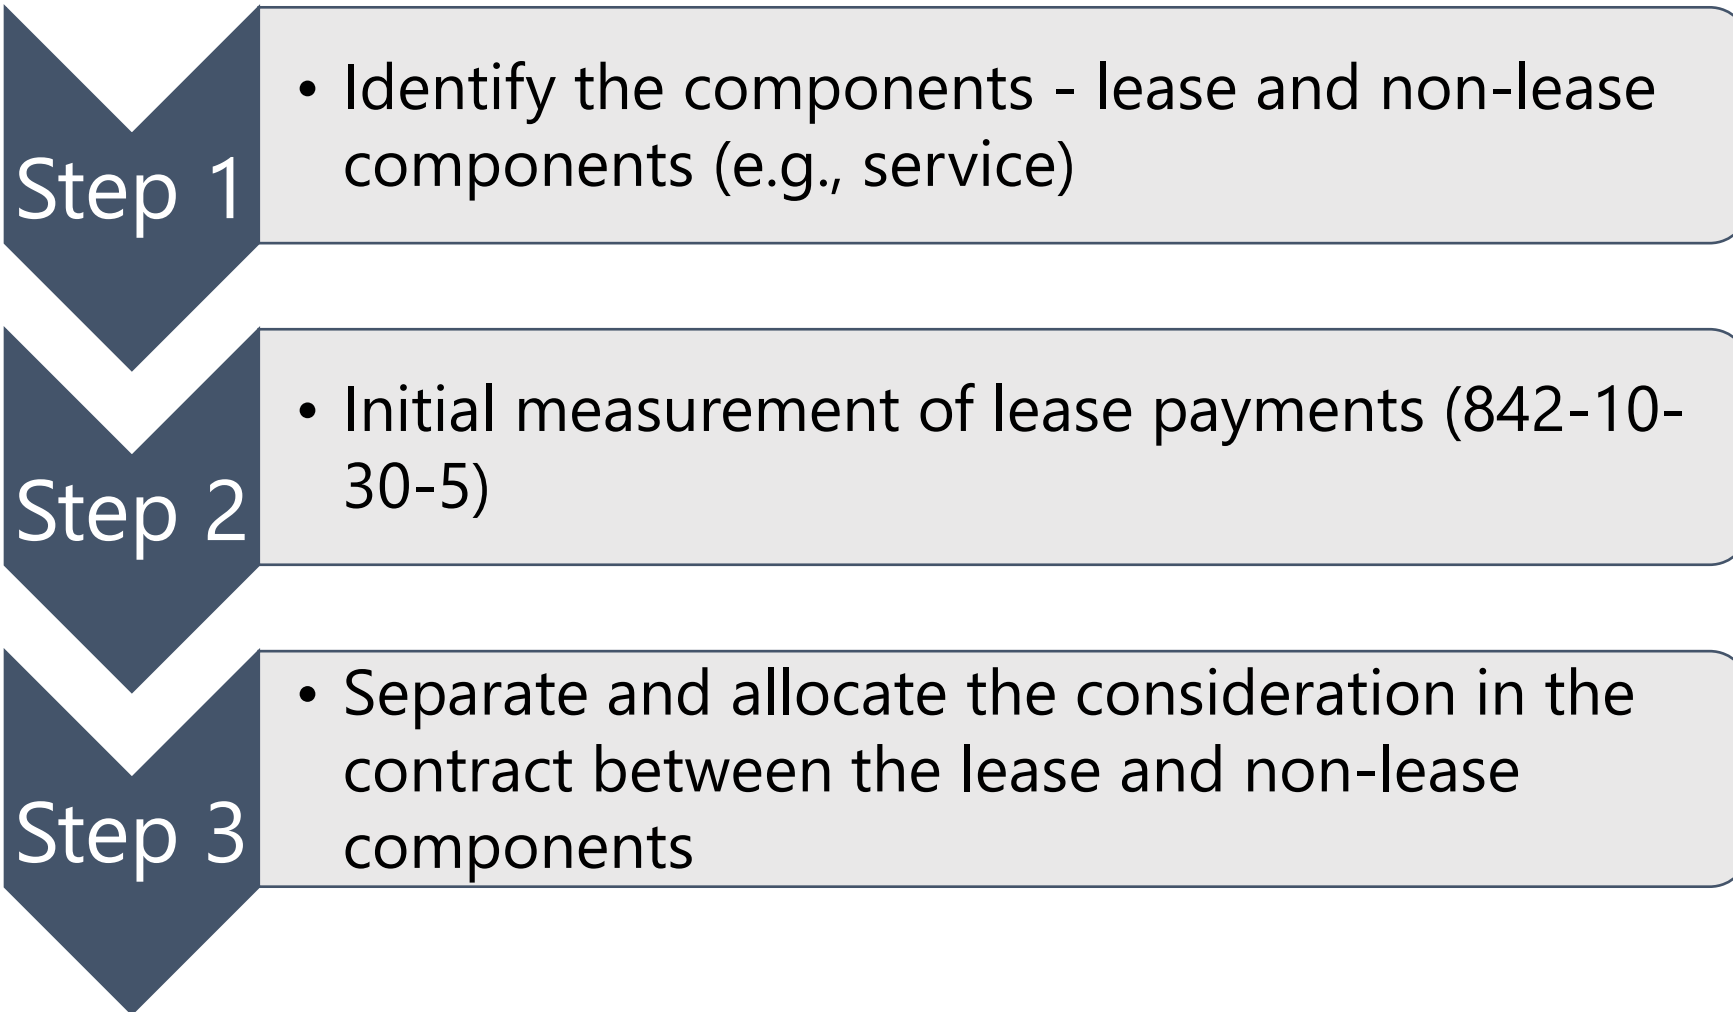 Step 1
• Identify the components - lease and non-lease
components (e.g., service)
Step 2
• Initial measurement of lease payments (842-10-
30-5)
Step 3
• Separate and allocate the consideration in the
contract between the lease and non-lease
components